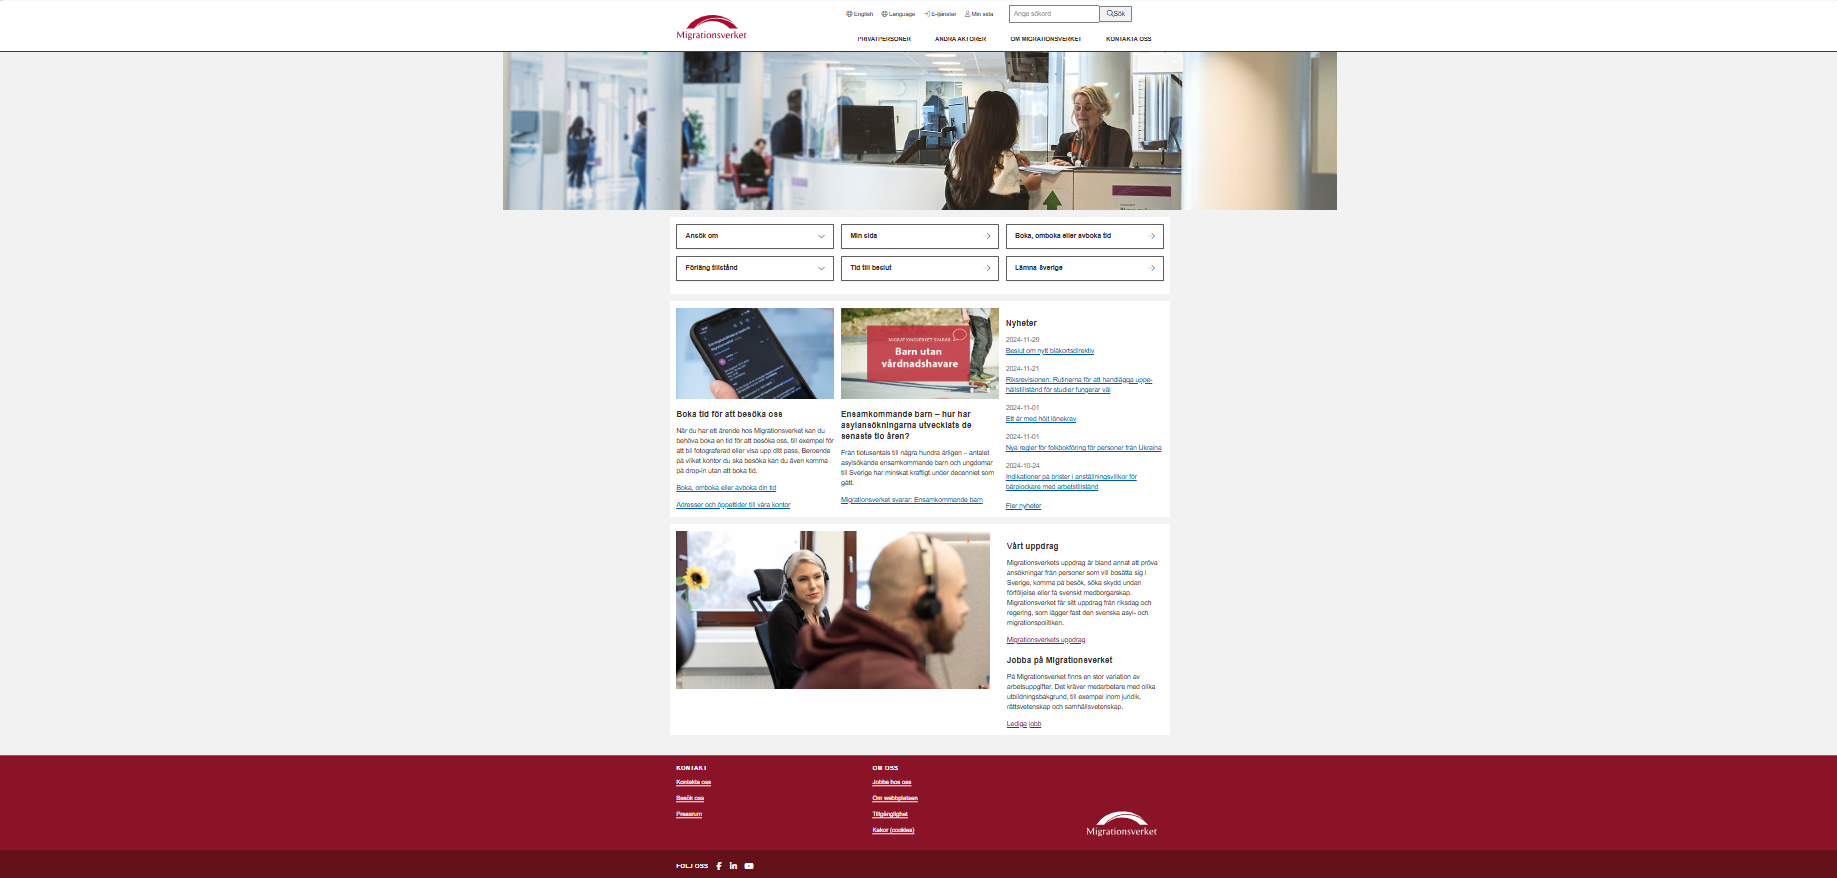 Migrationsverket
English Language E-tjänster Min sida
Ange sökord
Sök
PRIVATPERSONER ANDRA AKTÖRER OM MIGRATIONSVERKET KONTAKTA OSS
Ansök om
Min sida
Boka, omboka eller avboka tid
Förläng tillstånd
Tid till beslut
Lämna Sverige
Boka tid för att besöka oss
När du har ett ärende hos Migrationsverket kan du
behöva boka en tid för att besöka oss, till exempel för
att bli fotograferad eller visa upp ditt pass. Beroende
på vilket kontor du ska besöka kan du även komma
på drop-in utan att boka tid.
Boka, omboka eller avboka din tid
Adresser och öppettider till våra kontor
MIGRATIONSVERKET SVARAR
Barn utan
vårdnadshavare
Ensamkommande barn – hur har
asylansökningarna utvecklats de
senaste tio åren?
Från tiotusentals till några hundra årligen – antalet
asylsökande ensamkommande barn och ungdomar
till Sverige har minskat kraftigt under decenniet som
gått.
Migrationsverket svarar: Ensamkommande barn
Nyheter
2024-11-29
Beslut om nytt blåkortsdirektiv
2024-11-21
Riksrevisionen: Rutinerna för att handlägga uppe-
hållstillstånd för studier fungerar väl
2024-11-01
Ett år med höjt lönekrav
2024-11-01
Nya regler för folkbokföring för personer från Ukraina
2024-10-24
Indikationer på brister i anställningsvillkor för
bärplockare med arbetstillstånd
Fler nyheter
Vårt uppdrag
Migrationsverkets uppdrag är bland annat att pröva
ansökningar från personer som vill bosätta sig i
Sverige, komma på besök, söka skydd undan
förföljelse eller få svenskt medborgarskap.
Migrationsverket får sitt uppdrag från riksdag och
regering, som lägger fast den svenska asyl- och
migrationspolitiken.
Migrationsverkets uppdrag
Jobba på Migrationsverket
På Migrationsverket finns en stor variation av
arbetsuppgifter. Det kräver medarbetare med olika
utbildningsbakgrund, till exempel inom juridik,
rättsvetenskap och samhällsvetenskap.
Lediga jobb
KONTAKT
Kontakta oss
Besök oss
Pressrum
OM OSS
Jobba hos oss
Om webbplatsen
Tillgänglighet
Kakor (cookies)
Migrationsverket
FÖLJ OSS